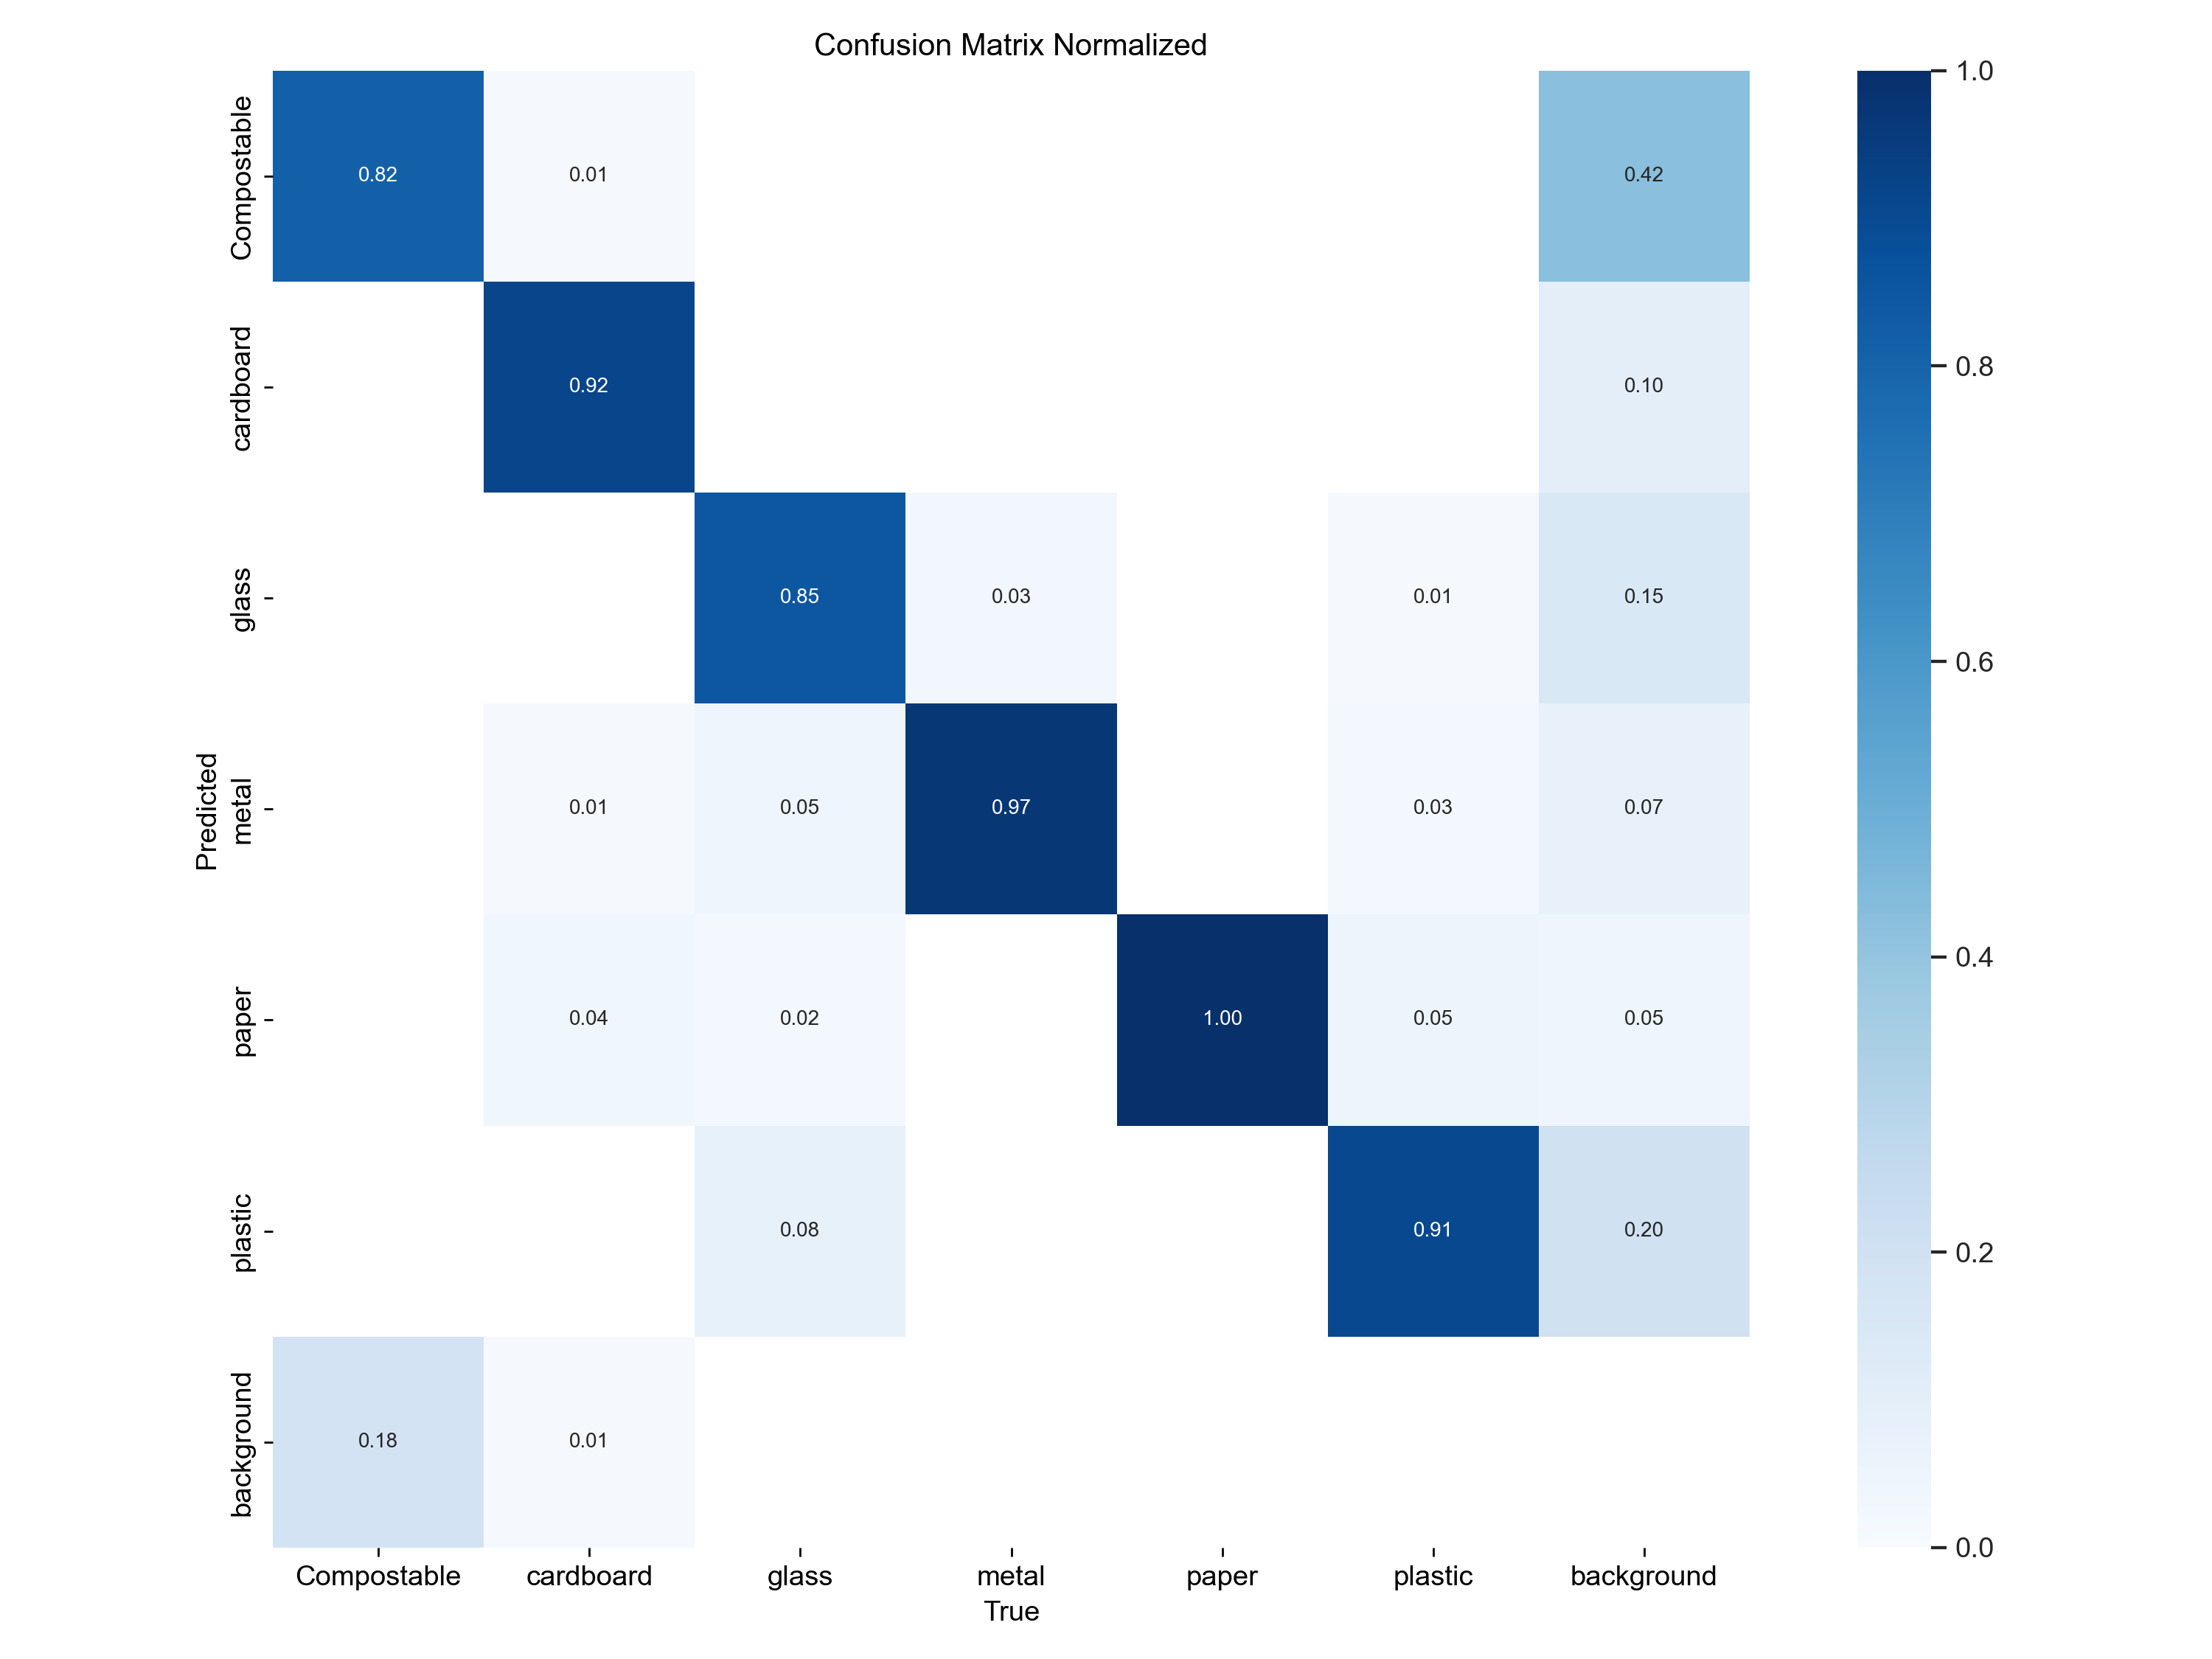 Confusion Matrix Normalized
Compostable
0.82
0.01
0.42
1.0
cardboard
0.92
0.10
0.8
glass
0.85
0.03
0.01
0.15
0.6
Predicted
metal
0.01
0.05
0.97
0.03
0.07
paper
0.04
0.02
1.00
0.05
0.05
0.4
plastic
0.08
0.91
0.20
0.2
background
0.18
0.01
0.0
Compostable
cardboard
glass
metal
paper
plastic
background
True